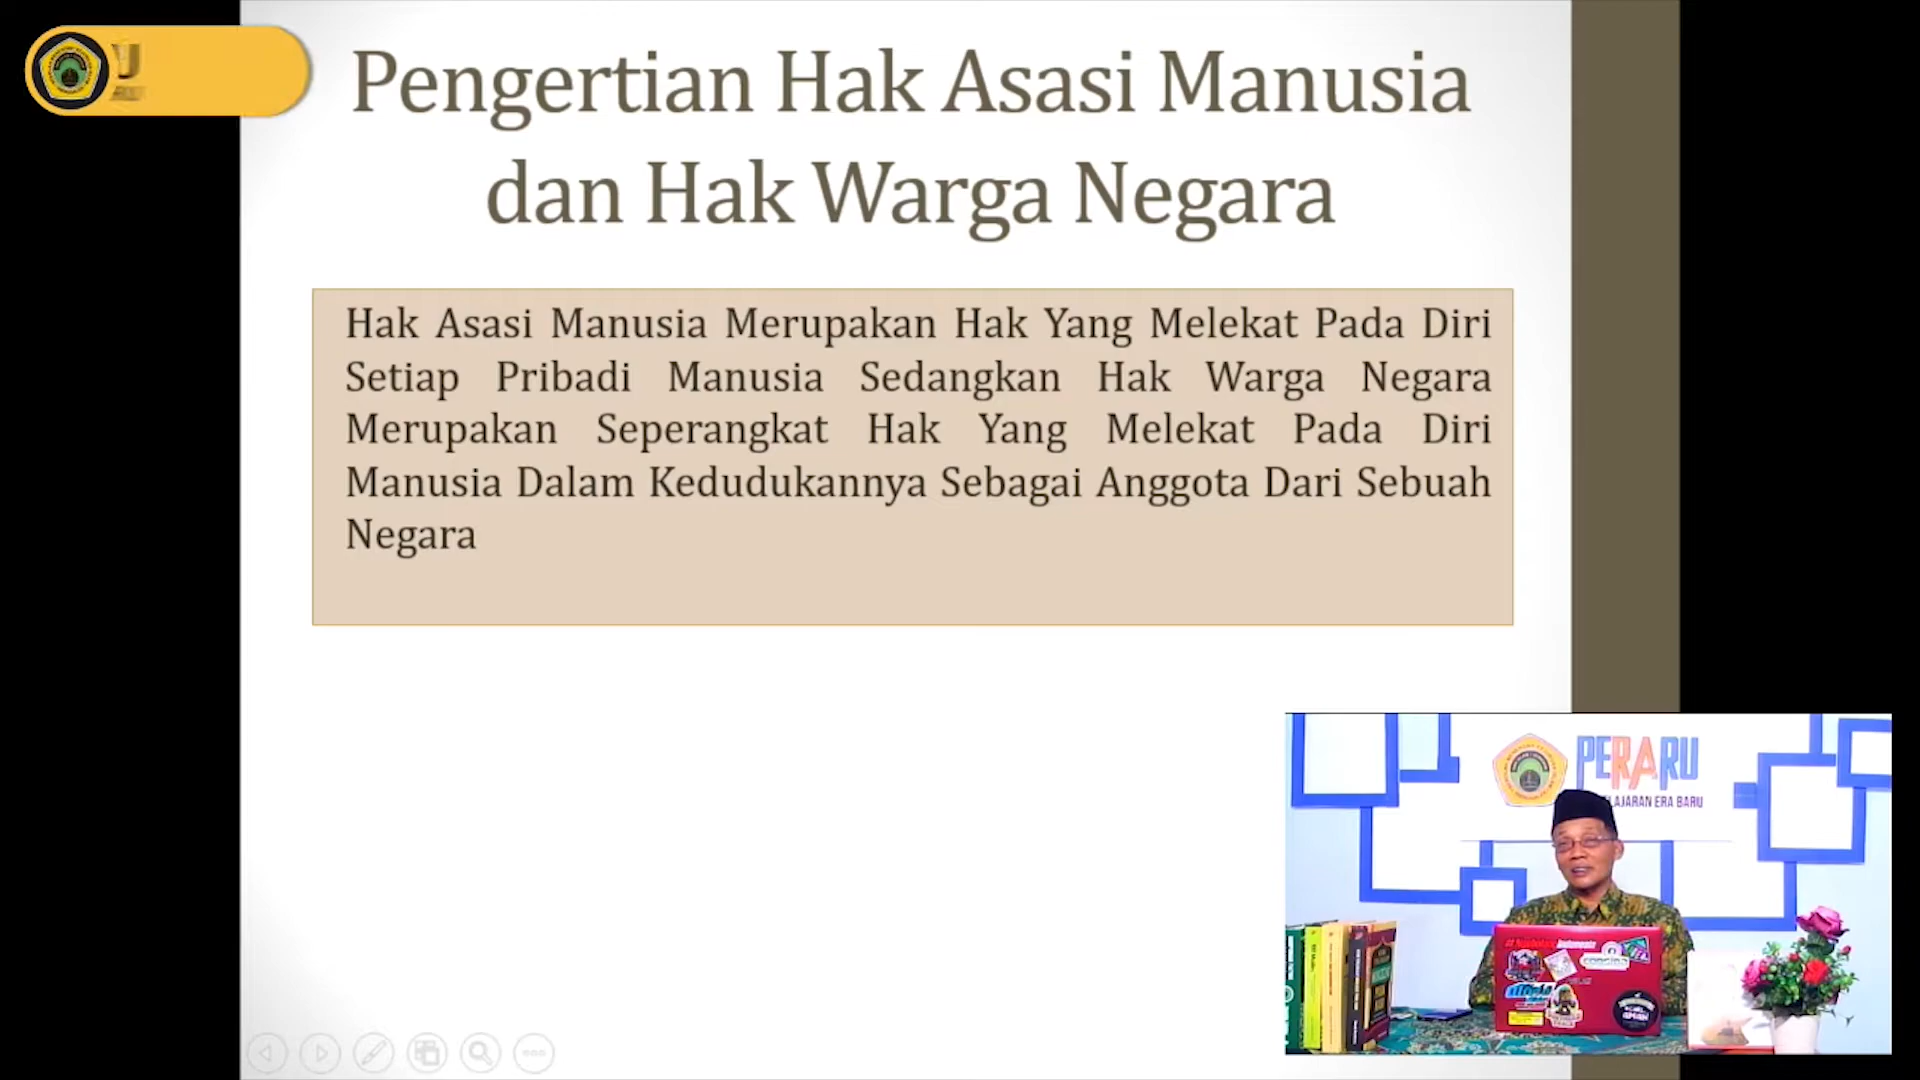 Pengertian Hak Asasi Manusia
dan Hak Warga Negara
Hak Asasi Manusia Merupakan Hak Yang Melekat Pada Diri
Setiap Pribadi Manusia Sedangkan Hak Warga Negara
Merupakan Seperangkat Hak Yang Melekat Pada Diri
Manusia Dalam Kedudukannya Sebagai Anggota Dari Sebuah
Negara
PERARU
LAJARAN ERA BARU